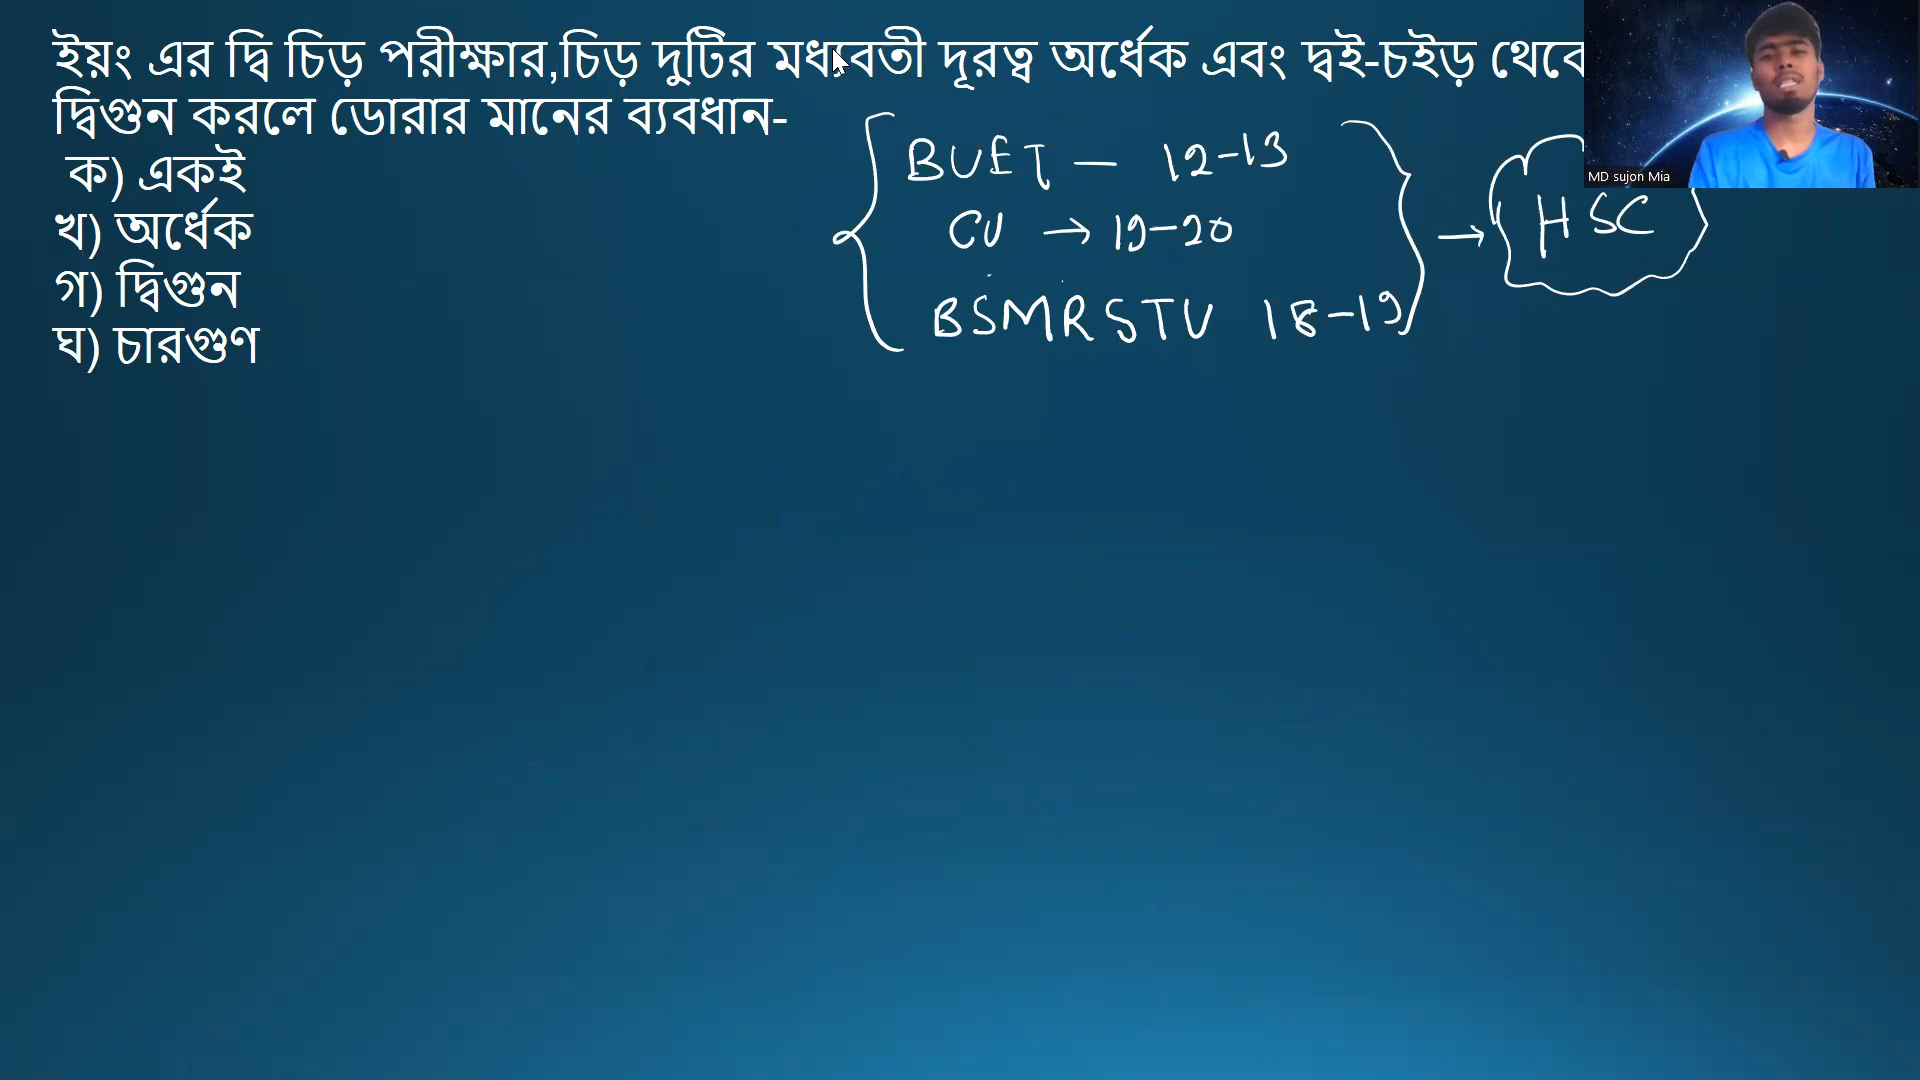 ইয়ং এর দ্বি চিড় পরীক্ষার,চিড় দুটির মধ্যবেতী দূরত্ব অর্ধেক এবং দ্বই-চইড়
দ্বিগুন করলে ডোরার মানের ব্যবধান-
ক) একই
খ) অর্ধেক
গ) দ্বিগুন
ঘ) চারগুণ
BUET — 12-13
CU → 19-20
BSMRSTU 18-19
→ HSC
MD sujon Mia